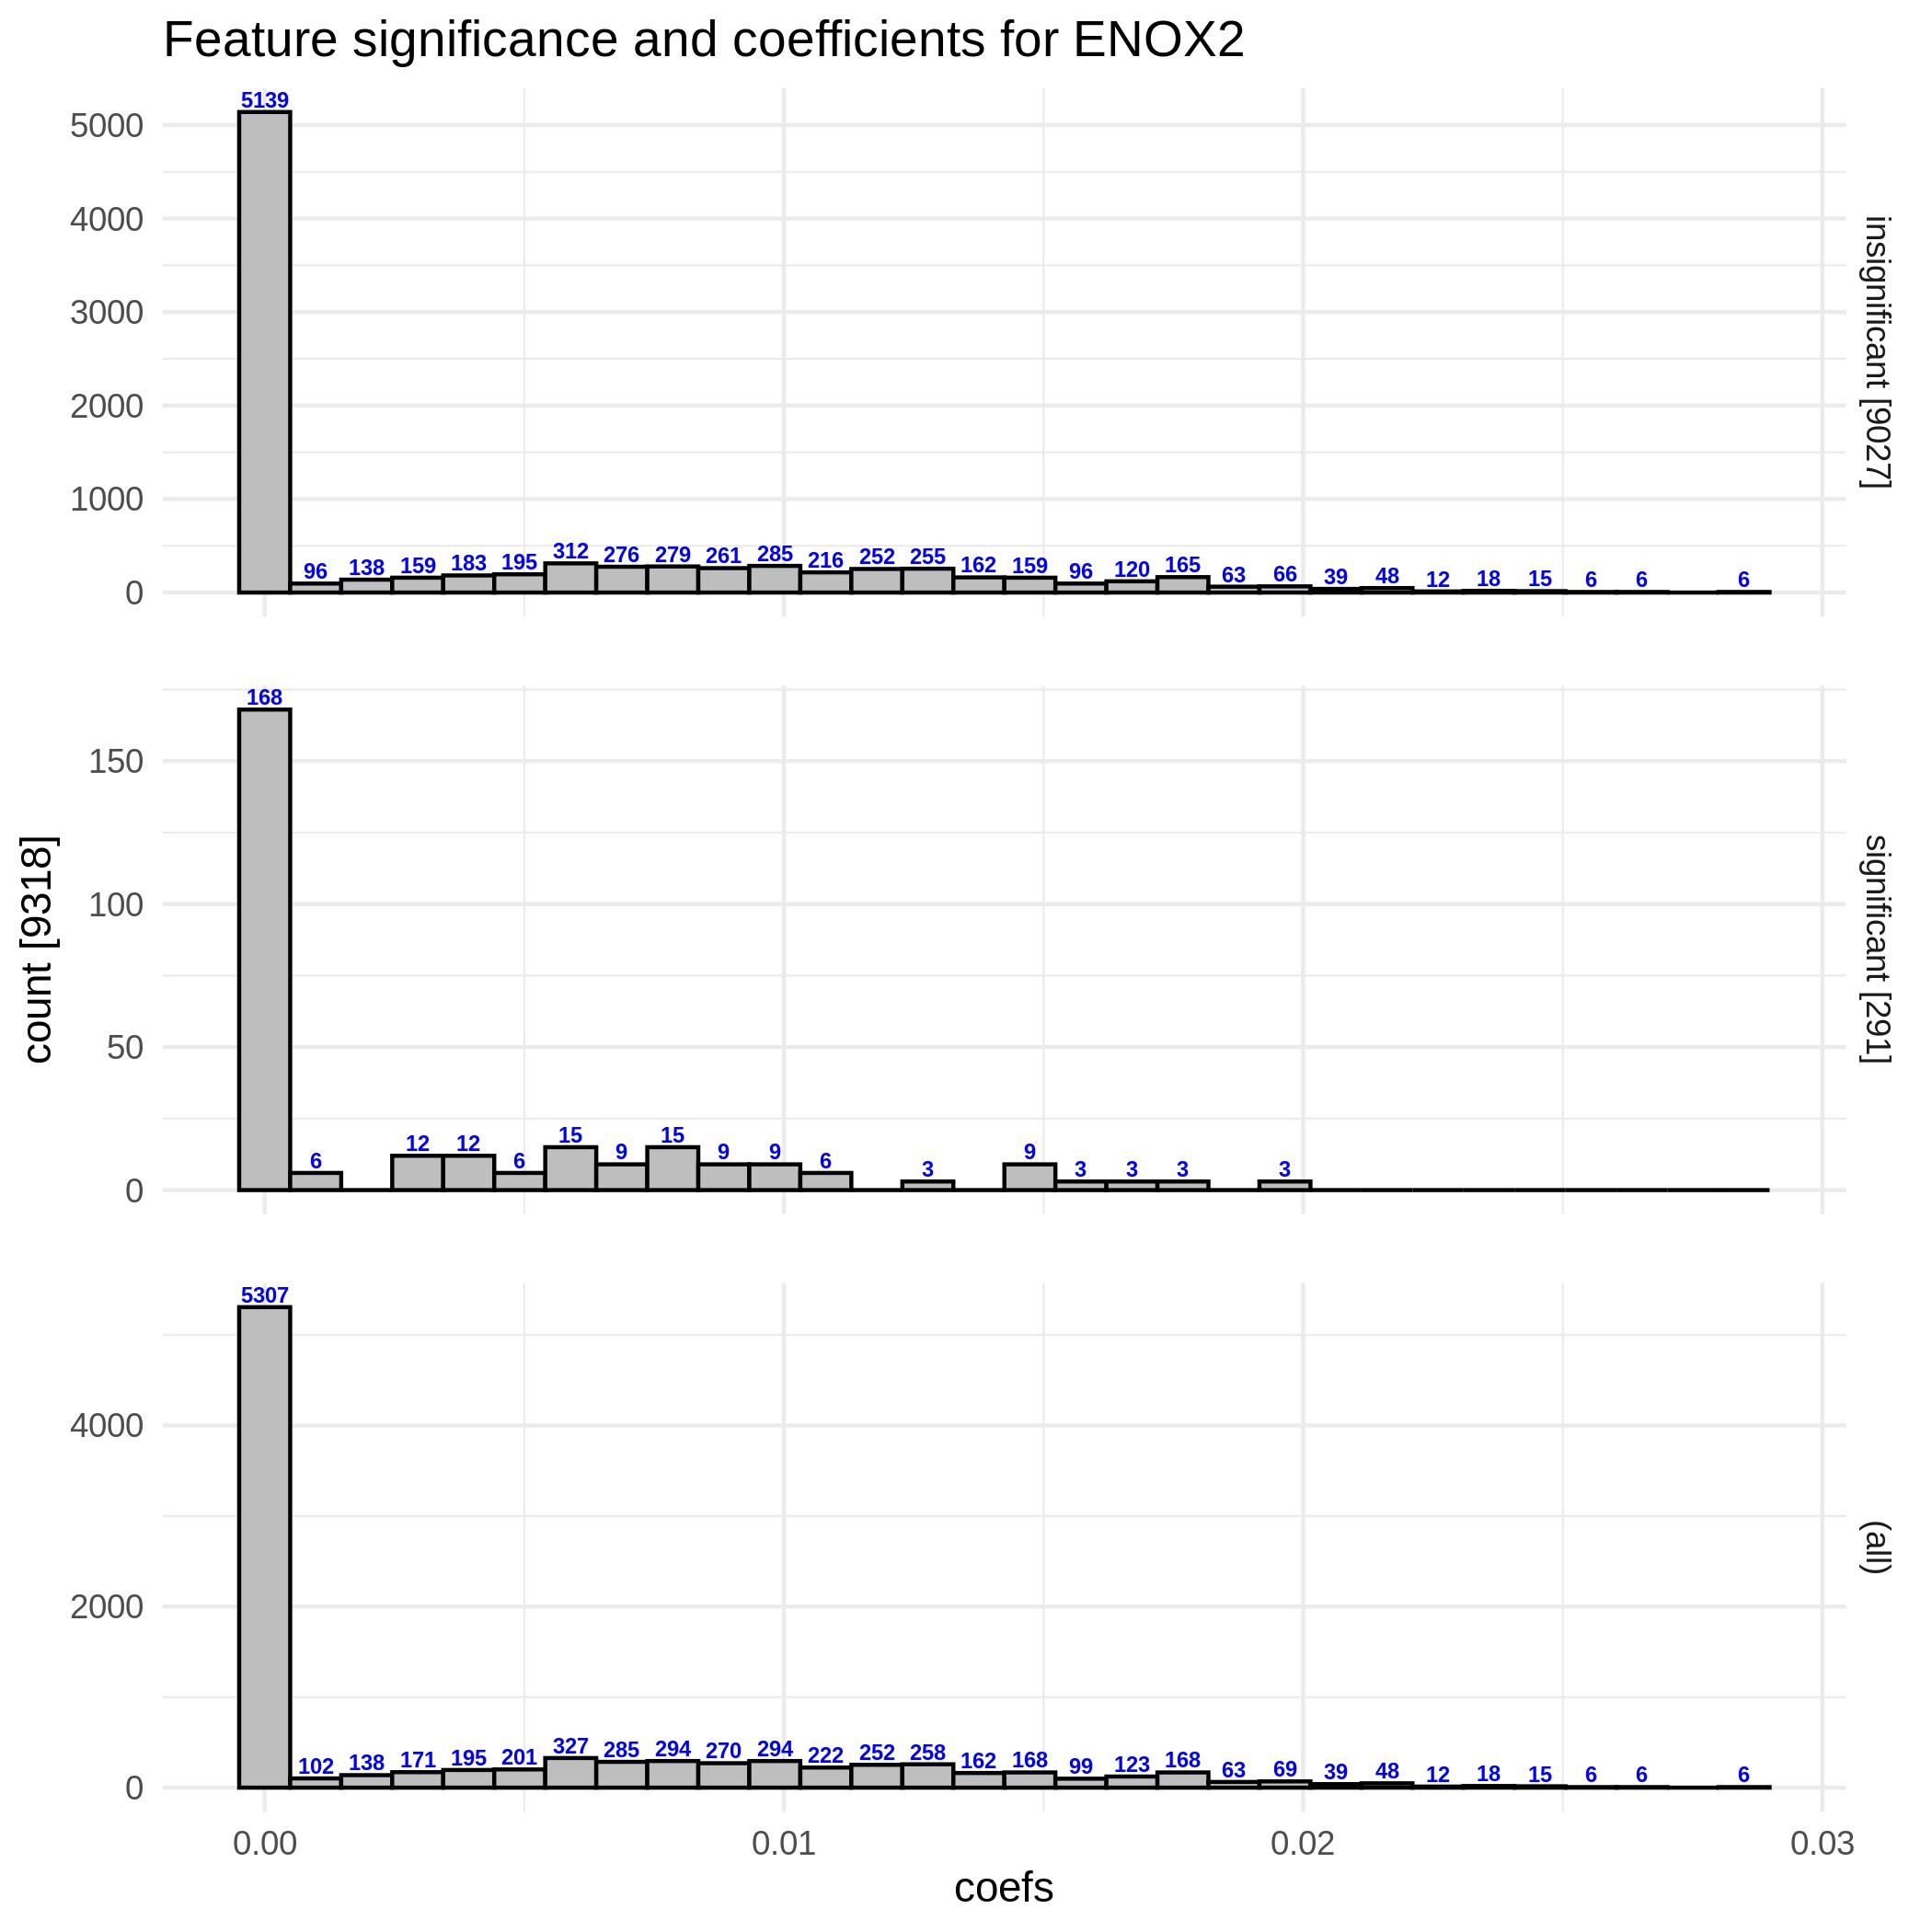 Feature significance and coefficients for ENOX2
5139
5000
4000
3000
2000
1000
0
96 138 159 183 195 312 276 279 261 285 216 252 255 162 159 96 120 165 63 66 39 48 12 18 15 6 6 6
insignificant [9027]
168
150
100
50
0
6 12 12 6 15 9 15 9 9 6 3 9 3 3 3 3
significant [291]
count [9318]
5307
4000
2000
0
102 138 171 195 201 327 285 294 270 294 222 252 258 162 168 99 123 168 63 69 39 48 12 18 15 6 6 6
(all)
0.00 0.01 0.02 0.03
coefs